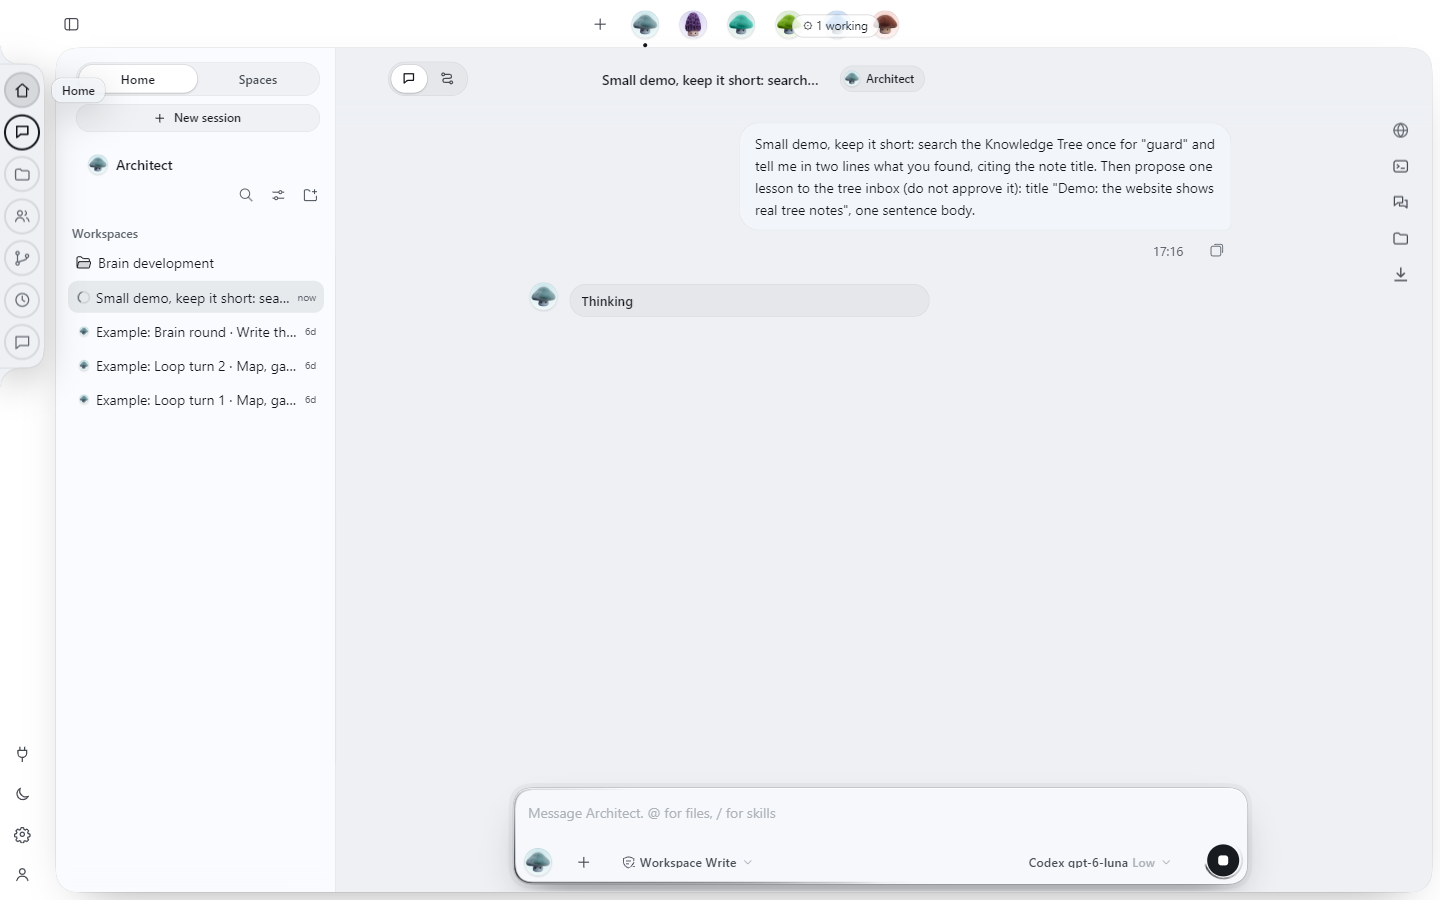 1 working
Home
Spaces
Home
New session
Architect
Workspaces
Brain development
Small demo, keep it short: sea... now
Example: Brain round · Write th... 6d
Example: Loop turn 2 · Map, ga... 6d
Example: Loop turn 1 · Map, ga... 6d
Small demo, keep it short: search...
Architect
Small demo, keep it short: search the Knowledge Tree once for "guard" and
tell me in two lines what you found, citing the note title. Then propose one
lesson to the tree inbox (do not approve it): title "Demo: the website shows
real tree notes", one sentence body.
17:16
Thinking
Message Architect. @ for files, / for skills
Workspace Write
Codex gpt-6-luna Low